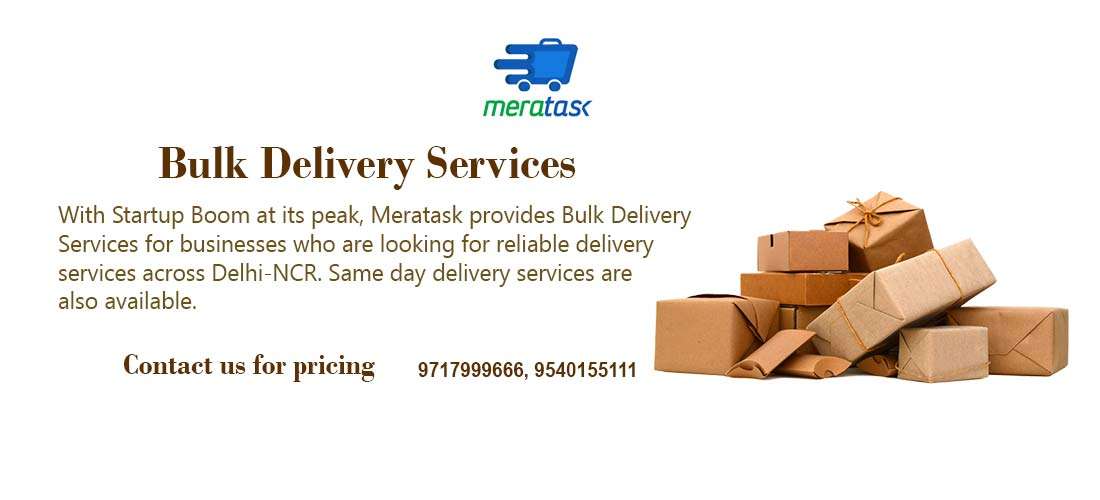 meratask
Bulk Delivery Services
With Startup Boom at its peak, Meratask provides Bulk Delivery
Services for businesses who are looking for reliable delivery
services across Delhi-NCR. Same day delivery services are
also available.
Contact us for pricing 9717999666, 9540155111